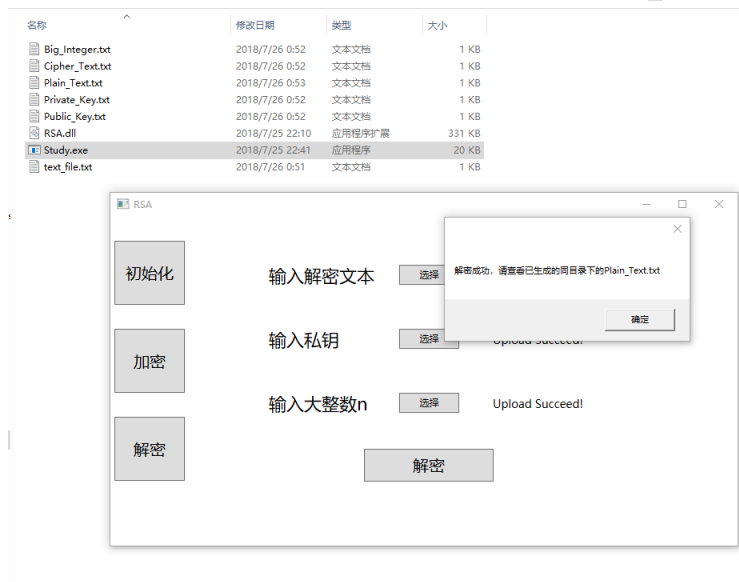 名称 修改日期 类型 大小
Big_Integer.txt 2018/7/26 0:52 文本文档 1 KB
Cipher_Text.txt 2018/7/26 0:52 文本文档 1 KB
Plain_Text.txt 2018/7/26 0:53 文本文档 1 KB
Private_Key.txt 2018/7/26 0:52 文本文档 1 KB
Public_Key.txt 2018/7/26 0:52 文本文档 1 KB
RSA.dll 2018/7/25 22:10 应用程序扩展 331 KB
Study.exe 2018/7/25 22:41 应用程序 20 KB
text_file.txt 2018/7/26 0:51 文本文档 1 KB
RSA
初始化
输入解密文本 选择
解密成功，请查看已生成的同目录下的Plain_Text.txt
确定
加密
输入私钥 选择 Upload Succeed!
输入大整数n 选择 Upload Succeed!
解密
解密